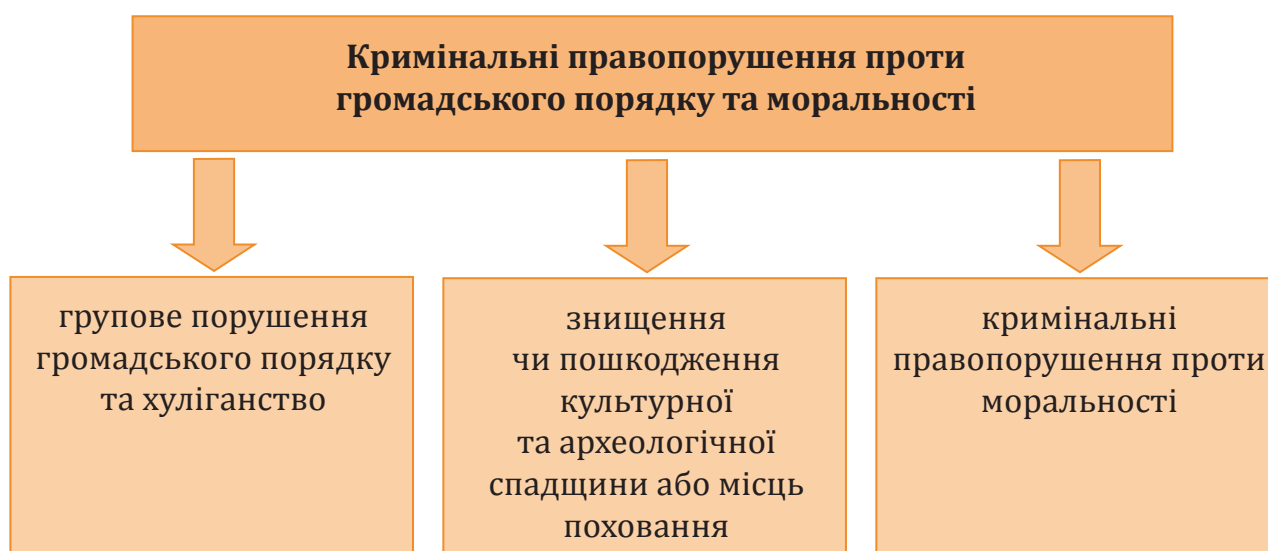 Кримінальні правопорушення проти
громадського порядку та моральності
групове порушення
громадського порядку
та хуліганство
знищення
чи пошкодження
культурної
та археологічної
спадщини або місць
поховання
кримінальні
правопорушення проти
моральності